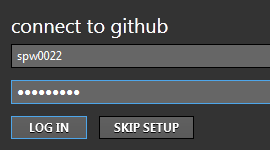 connect to github
spw0022
•••••••••
LOG IN
SKIP SETUP